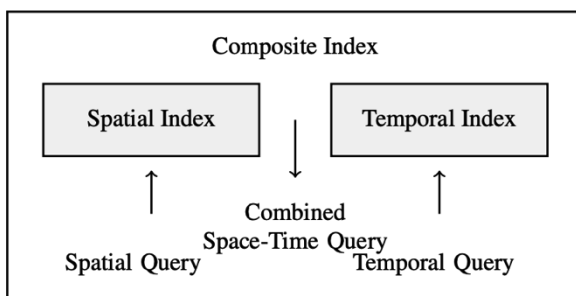 Composite Index
Spatial Index
Temporal Index
Combined
Space-Time Query
Spatial Query
Temporal Query